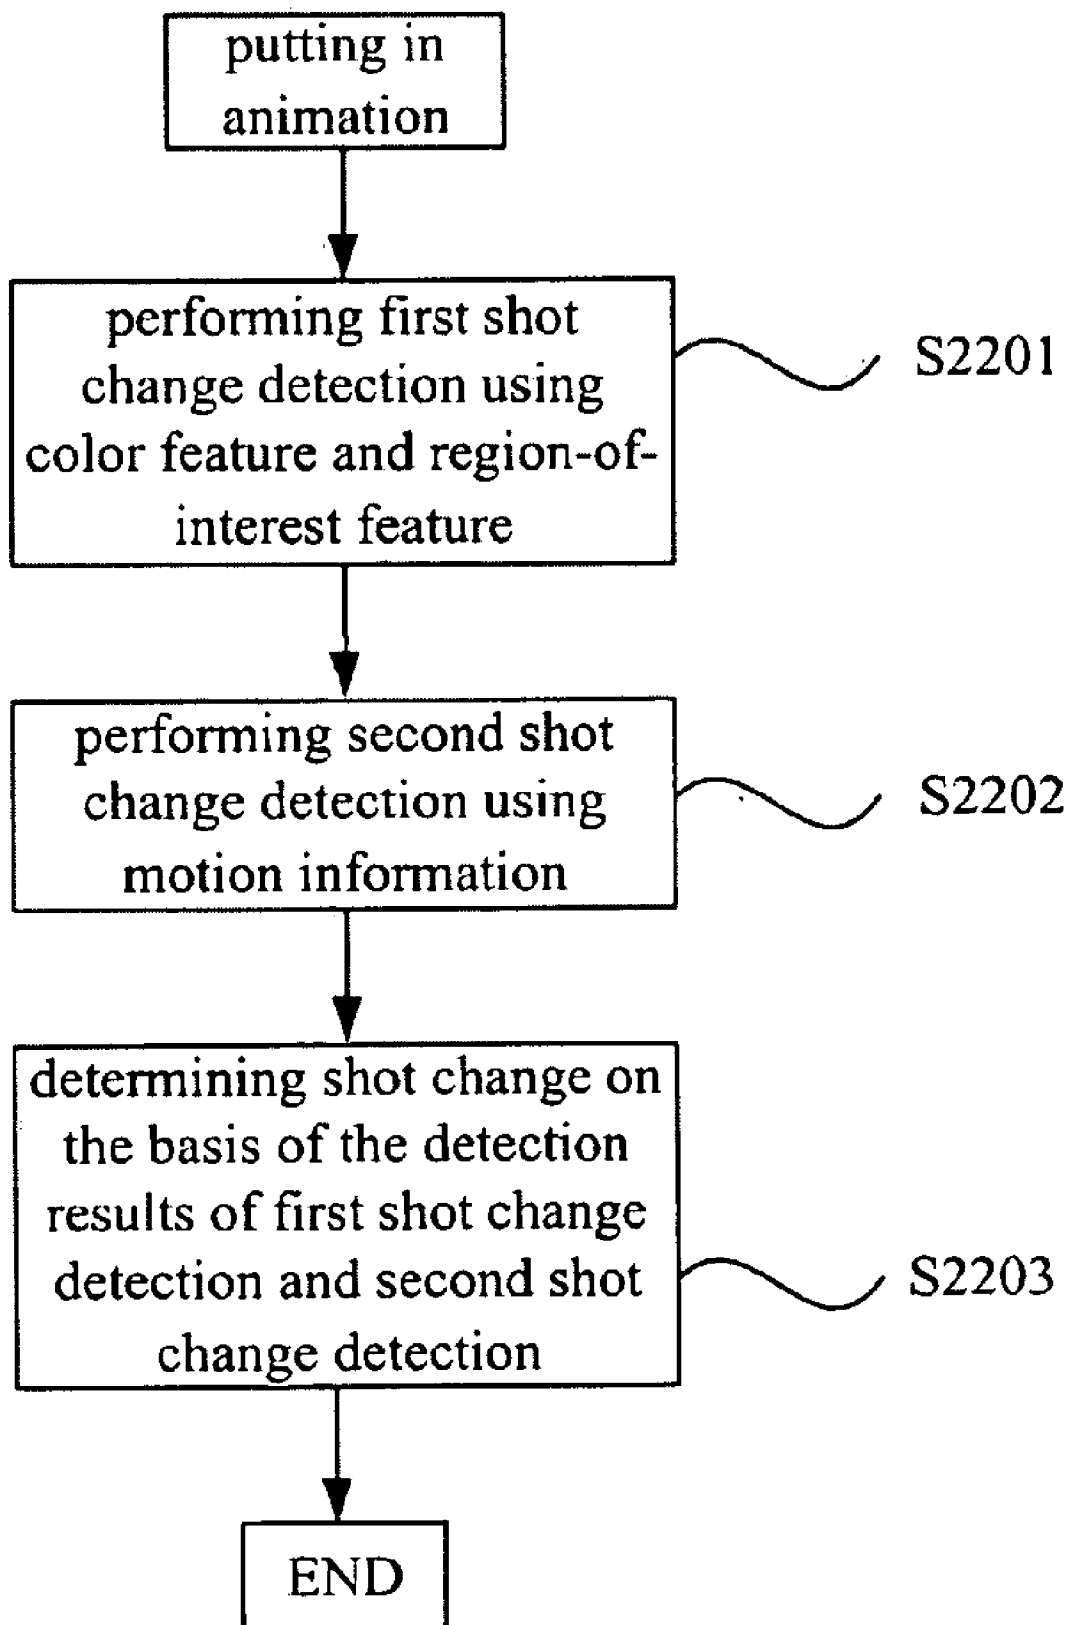 putting in
animation
performing first shot
change detection using
color feature and region-of-
interest feature
S2201
performing second shot
change detection using
motion information
S2202
determining shot change on
the basis of the detection
results of first shot change
detection and second shot
change detection
S2203
END